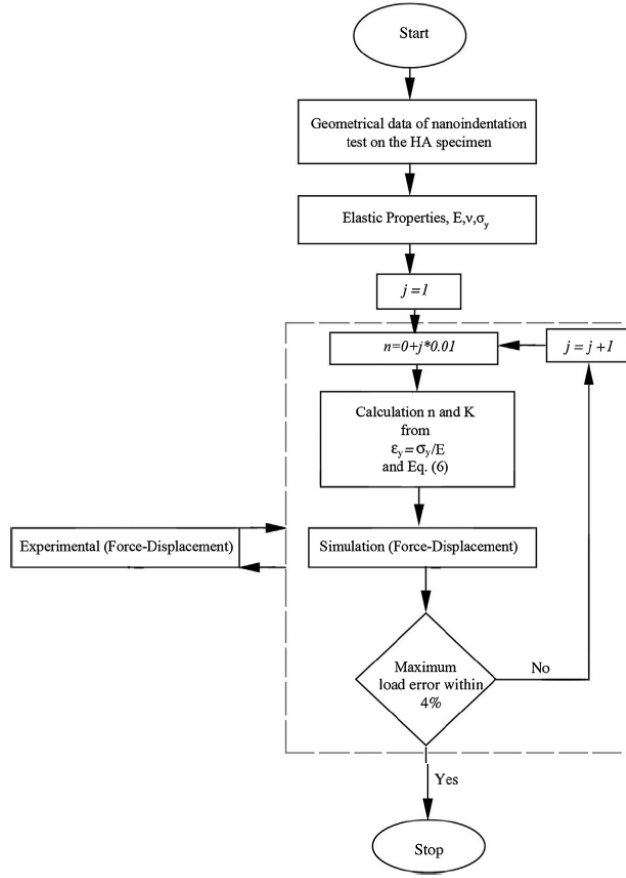 Start
Geometrical data of nanoindentation
test on the HA specimen
Elastic Properties, E,ν,σy
j =1
n=0+j*0.01
j = j +1
Calculation n and K
from
εy = σy/E
and Eq. (6)
Experimental (Force-Displacement)
Simulation (Force-Displacement)
Maximum
load error within
4%
No
Yes
Stop